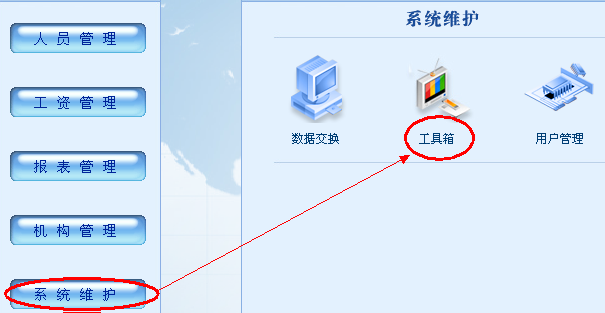 人员管理
工资管理
报表管理
机构管理
系统维护
系统维护
数据交换
工具箱
用户管理